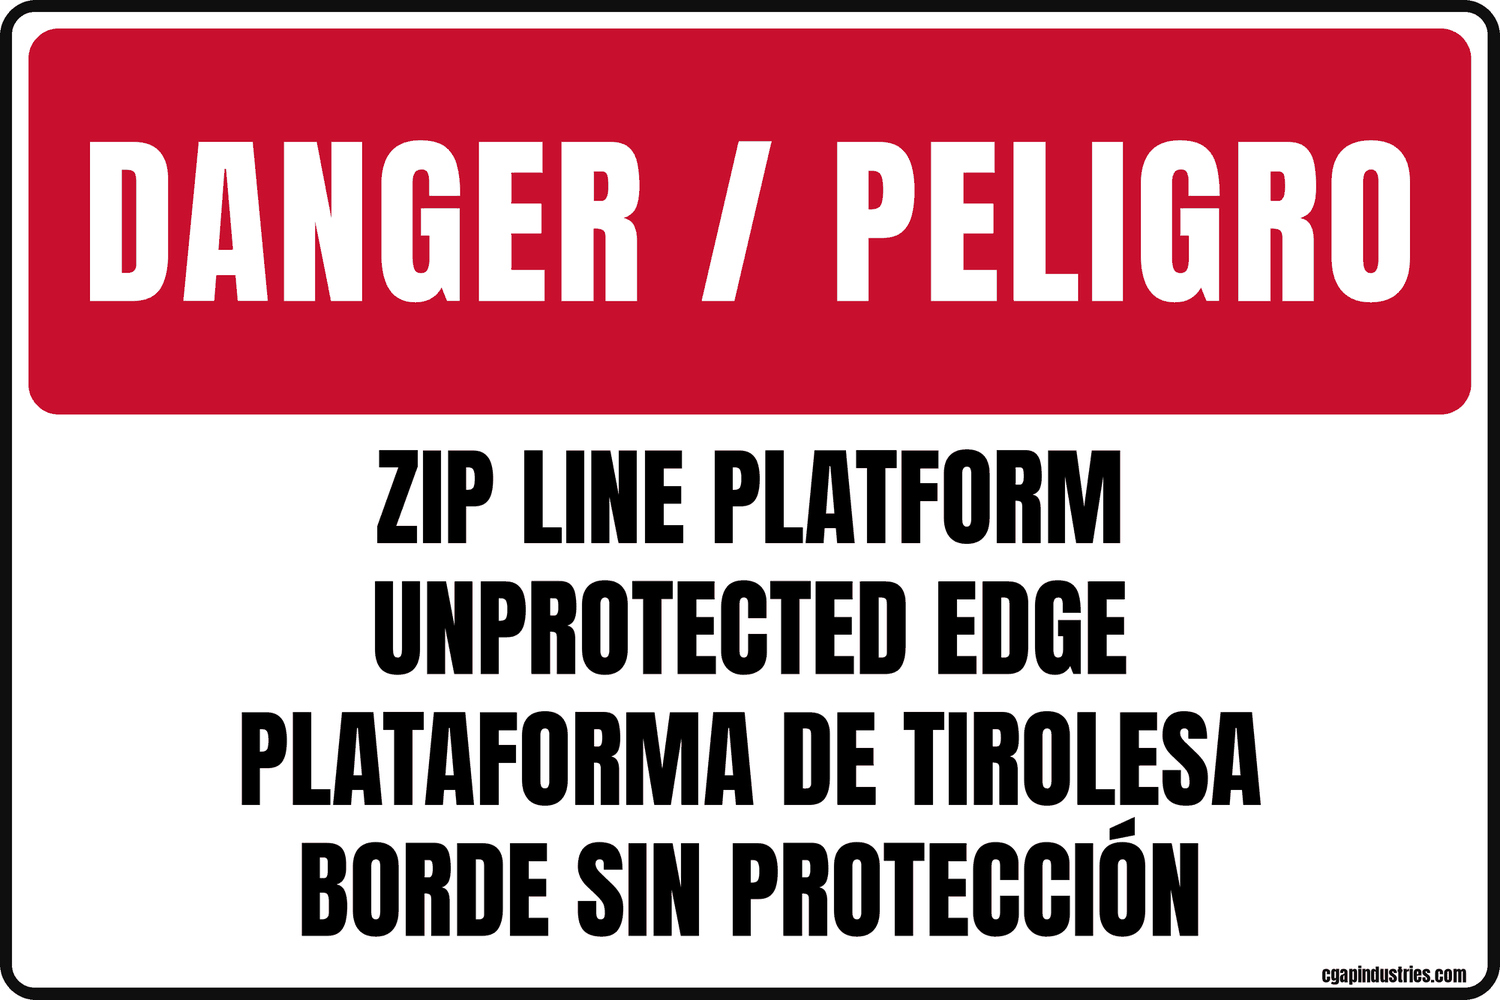 DANGER / PELIGRO
ZIP LINE PLATFORM
UNPROTECTED EDGE
PLATAFORMA DE TIROLESA
BORDE SIN PROTECCIÓN
cgapindustries.com